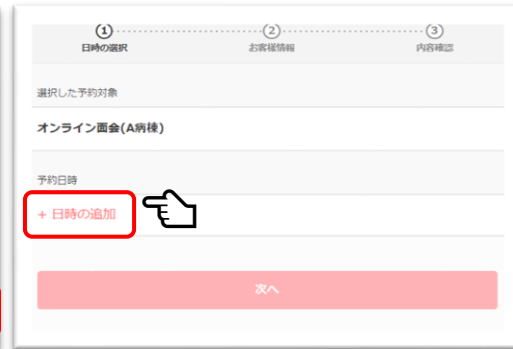 ① ② ③
日時の選択 お客様情報 内容確認
選択した予約対象
オンライン面会(A病棟)
予約日時
+ 日時の追加
次へ